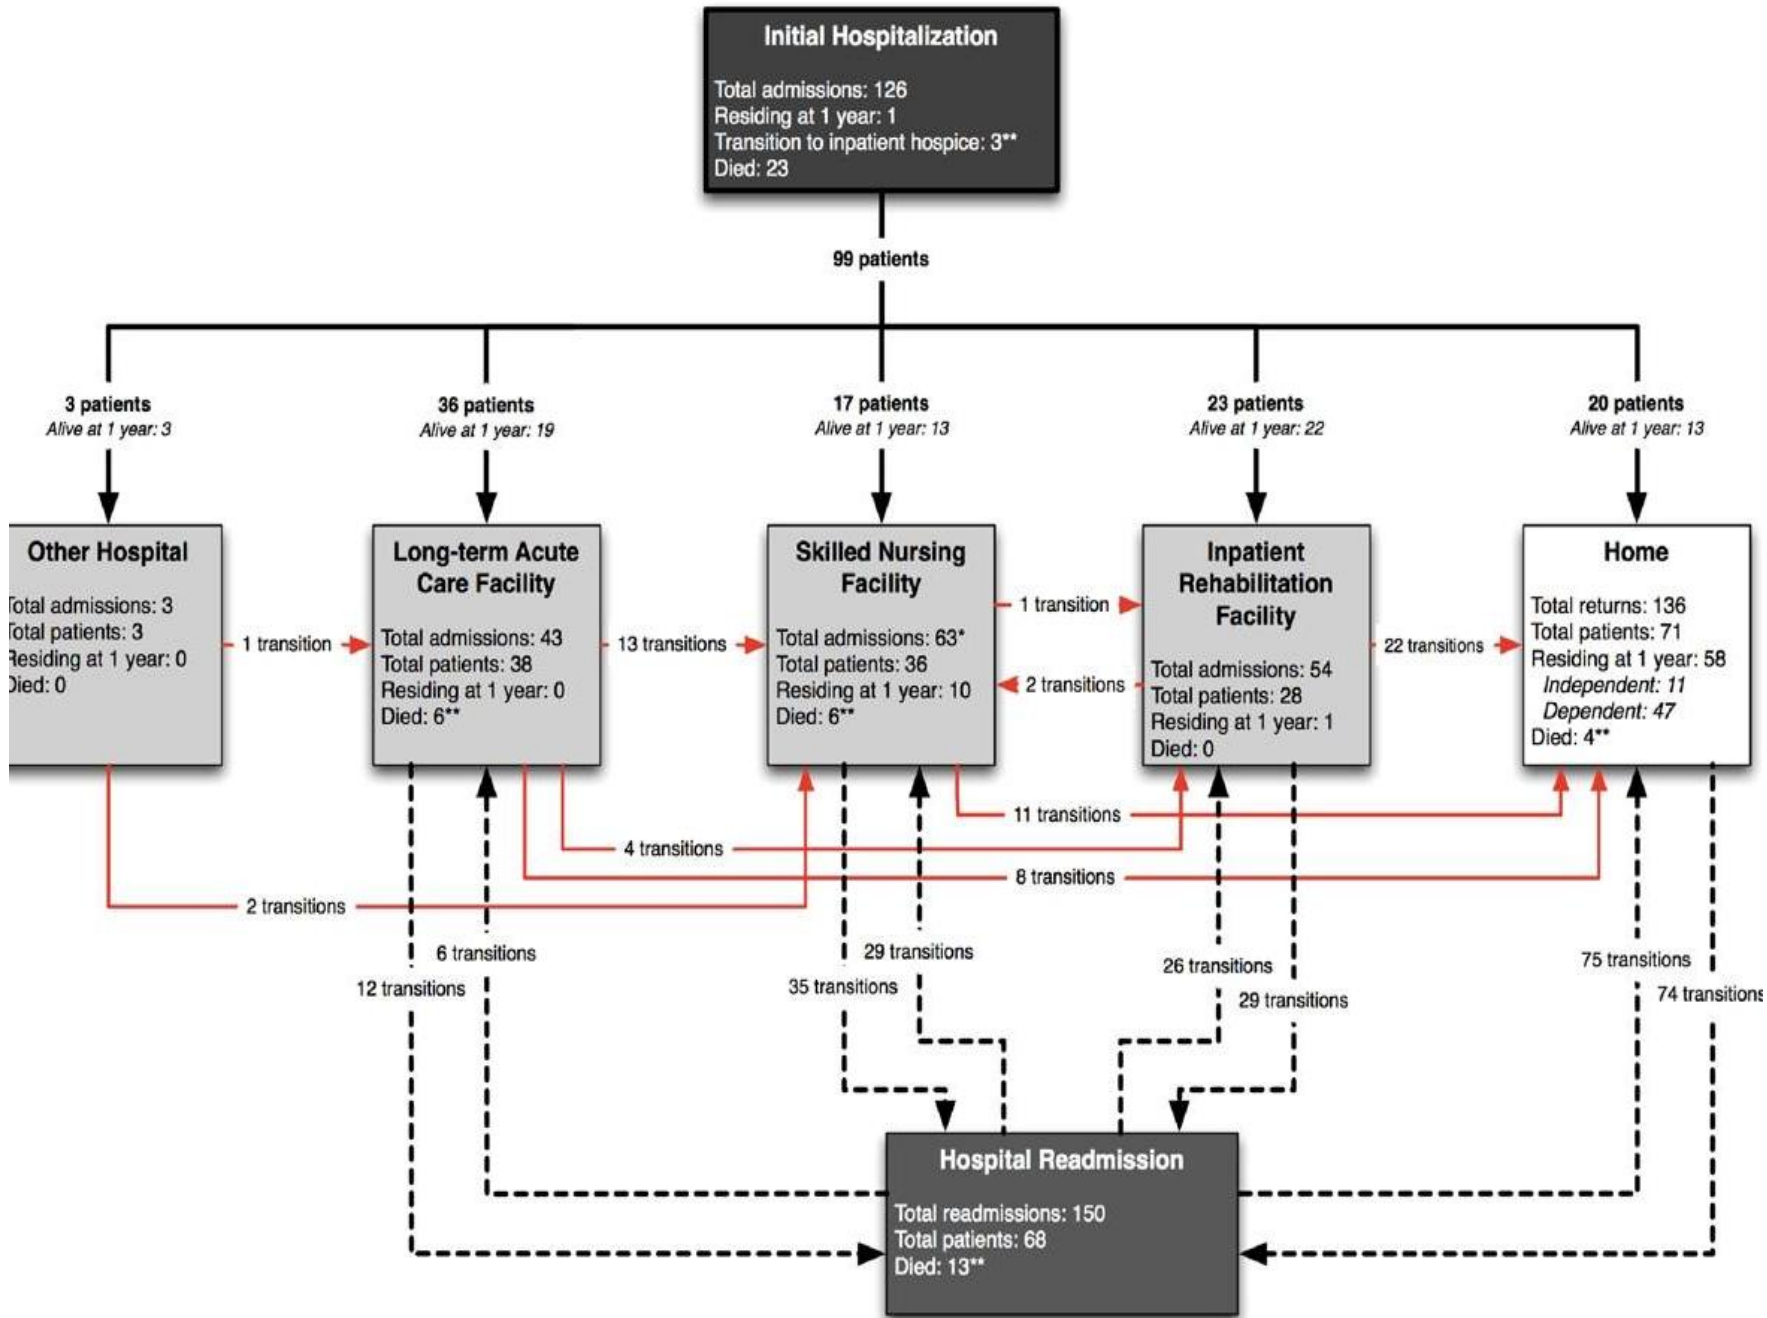 Initial Hospitalization
Total admissions: 126
Residing at 1 year: 1
Transition to inpatient hospice: 3**
Died: 23
99 patients
3 patients
Alive at 1 year: 3
36 patients
Alive at 1 year: 19
17 patients
Alive at 1 year: 13
23 patients
Alive at 1 year: 22
20 patients
Alive at 1 year: 13
Other Hospital
Total admissions: 3
Total patients: 3
Residing at 1 year: 0
Died: 0
1 transition
Long-term Acute
Care Facility
Total admissions: 43
Total patients: 38
Residing at 1 year: 0
Died: 6**
13 transitions
Skilled Nursing
Facility
Total admissions: 63*
Total patients: 36
Residing at 1 year: 10
Died: 6**
1 transition
2 transitions
Inpatient
Rehabilitation
Facility
Total admissions: 54
Total patients: 28
Residing at 1 year: 1
Died: 0
22 transitions
Home
Total returns: 136
Total patients: 71
Residing at 1 year: 58
Independent: 11
Dependent: 47
Died: 4**
11 transitions
4 transitions
8 transitions
2 transitions
6 transitions
12 transitions
29 transitions
35 transitions
26 transitions
29 transitions
75 transitions
74 transitions
Hospital Readmission
Total readmissions: 150
Total patients: 68
Died: 13**